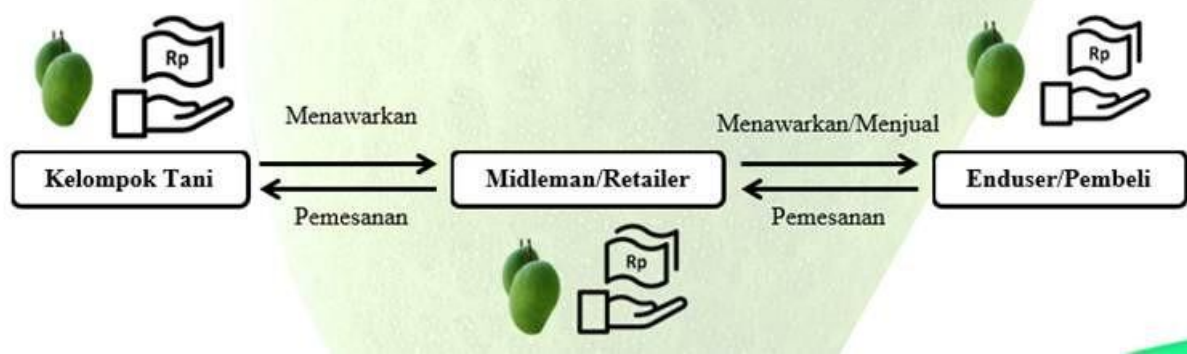 Rp
Rp
Menawarkan
Menawarkan/Menjual
Kelompok Tani
Midleman/Retailer
Enduser/Pembeli
Pemesanan
Pemesanan
Rp